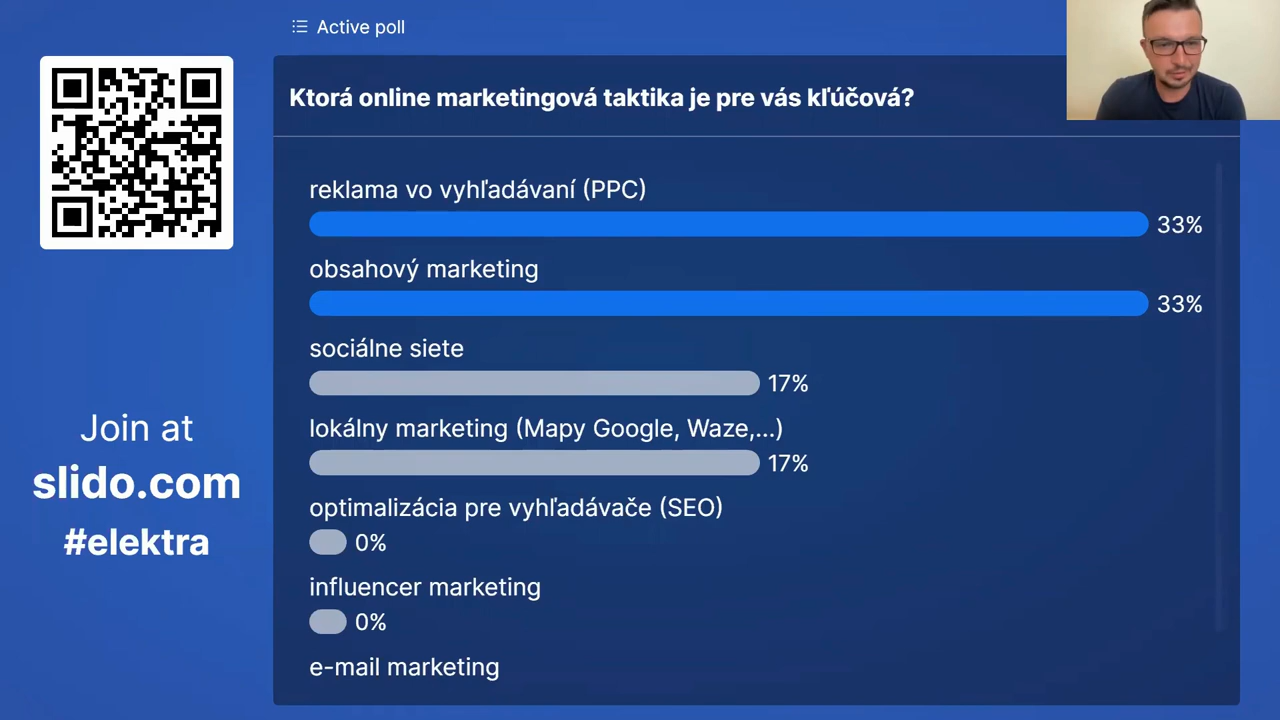 Active poll
Ktorá online marketingová taktika je pre vás kľúčová?
reklama vo vyhľadávaní (PPC)
33%
obsahový marketing
33%
sociálne siete
17%
lokálny marketing (Mapy Google, Waze,...)
17%
optimalizácia pre vyhľadávače (SEO)
0%
influencer marketing
0%
e-mail marketing
Join at
slido.com
#elektra